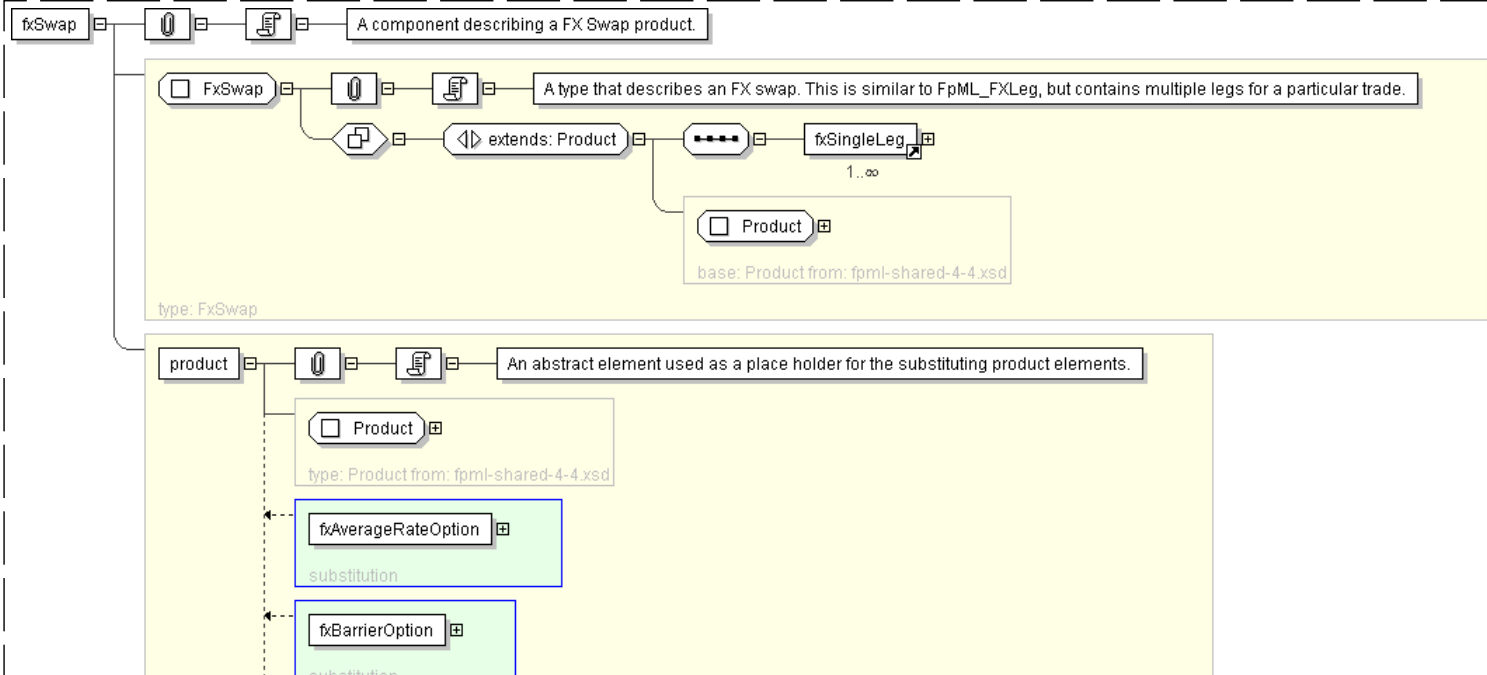 fxSwap
A component describing a FX Swap product.
FxSwap
A type that describes an FX swap. This is similar to FpML_FXLeg, but contains multiple legs for a particular trade.
extends: Product
fxSingleLeg
1..∞
Product
base: Product from: fpml-shared-4-4.xsd
type: FxSwap
product
An abstract element used as a place holder for the substituting product elements.
Product
type: Product from: fpml-shared-4-4.xsd
fxAverageRateOption
substitution
fxBarrierOption
substitution